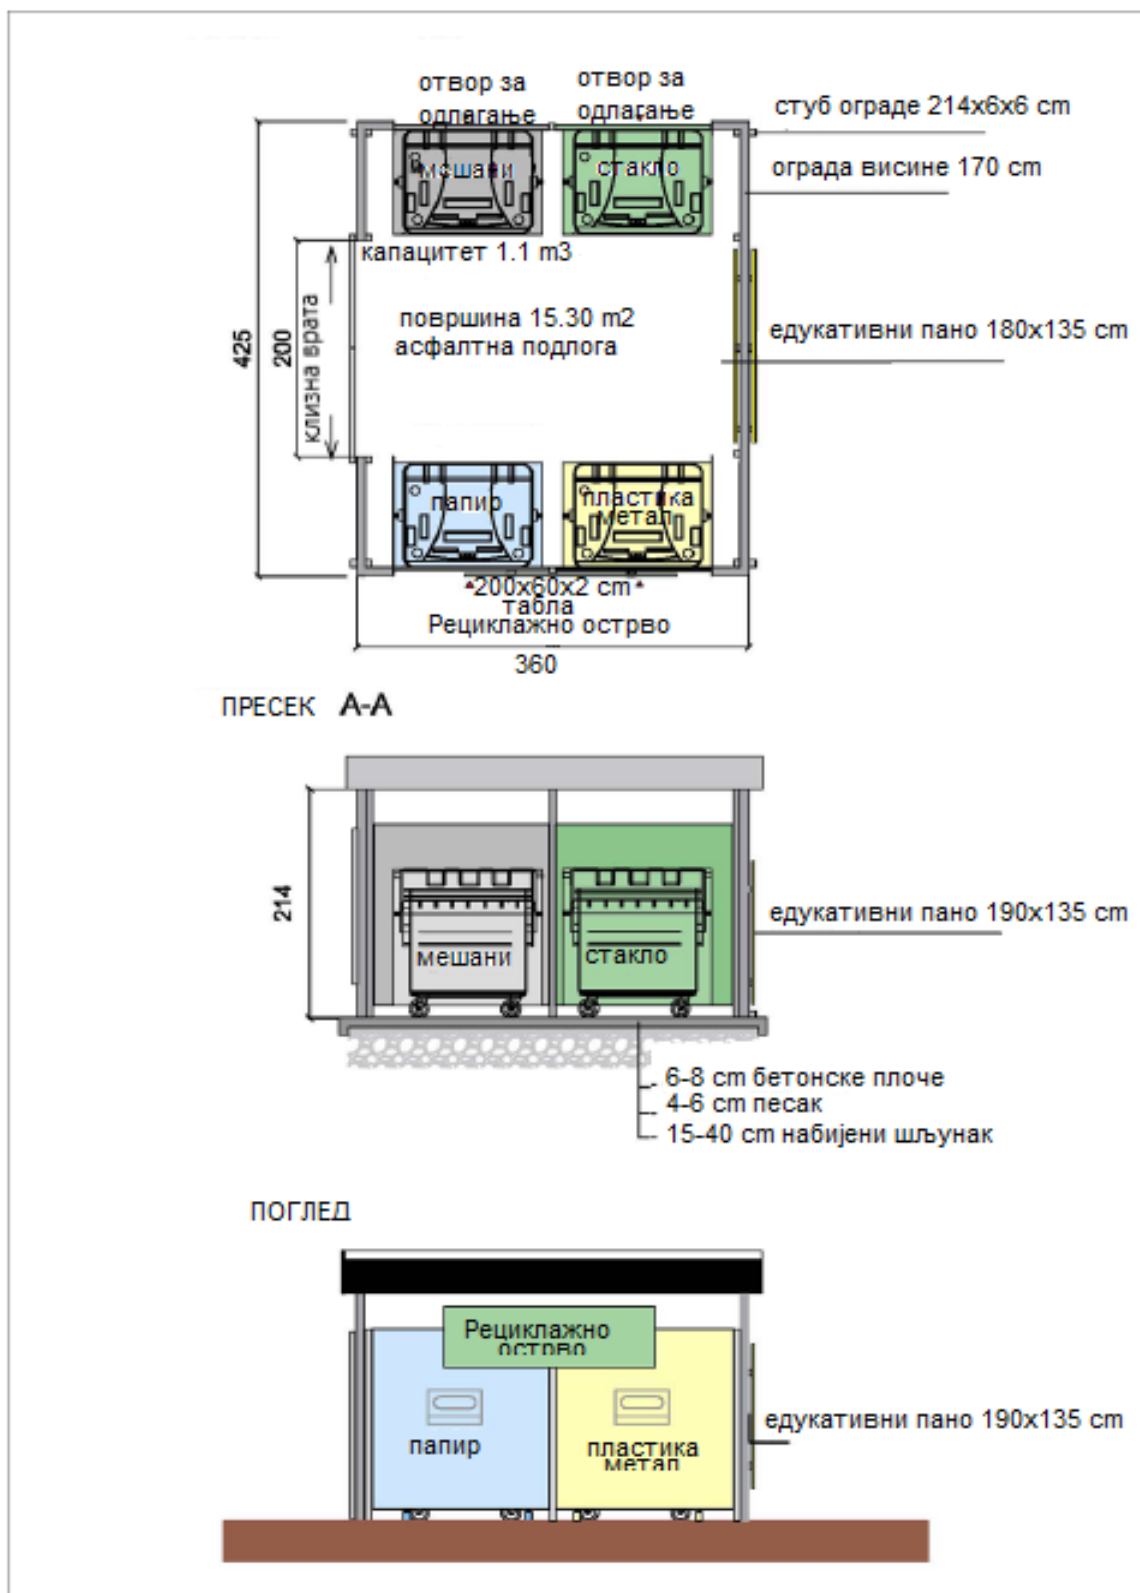 отвор за
одлагање
отвор за
одлагање
стуб ограде 214x6x6 cm
мешани
стакло
ограда висине 170 cm
капацитет 1.1 m3
425
200
клизна врата
површина 15.30 m2
асфалтна подлога
едукативни пано 180x135 cm
папир
пластика
метал
200x60x2 cm
табла
Рециклажно острво
360
ПРЕСЕК А-А
214
мешани
стакло
едукативни пано 190x135 cm
6-8 cm бетонске плоче
4-6 cm песак
15-40 cm набијени шљунак
ПОГЛЕД
Рециклажно
острво
папир
пластика
метал
едукативни пано 190x135 cm